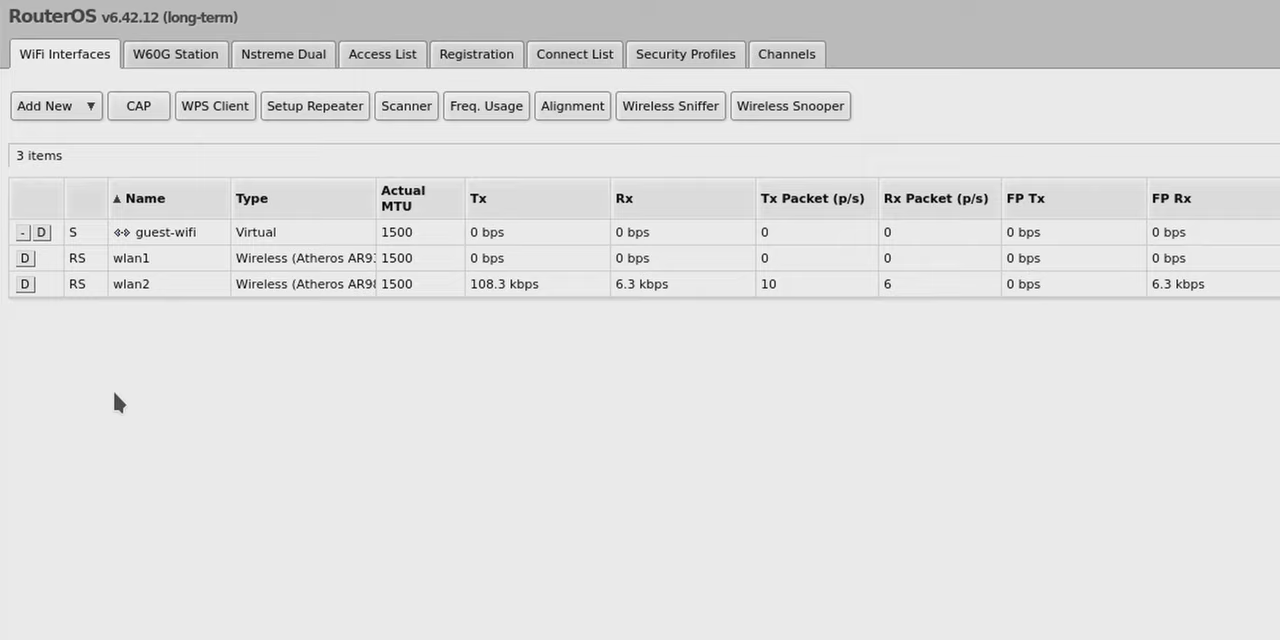 RouterOS v6.42.12 (long-term)
WiFi Interfaces W60G Station Nstreme Dual Access List Registration Connect List Security Profiles Channels
Add New ▼ CAP WPS Client Setup Repeater Scanner Freq. Usage Alignment Wireless Sniffer Wireless Snooper
3 items
▲ Name Type Actual MTU Tx Rx Tx Packet (p/s) Rx Packet (p/s) FP Tx FP Rx
- D S guest-wifi Virtual 1500 0 bps 0 bps 0 0 0 bps 0 bps
D RS wlan1 Wireless (Atheros 1500 0 bps 0 bps 0 0 0 bps 0 bps
D RS wlan2 Wireless (Atheros 1500 108.3 kbps 6.3 kbps 10 6 0 bps 6.3 kbps